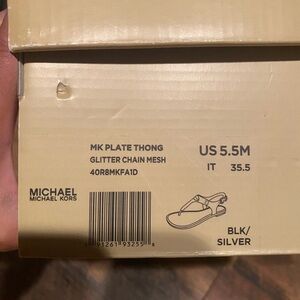 MK PLATE THONG
GLITTER CHAIN MESH
40R8MKFA1D
US 5.5M
IT 35.5
MICHAEL
MICHAEL KORS
BLK/
SILVER